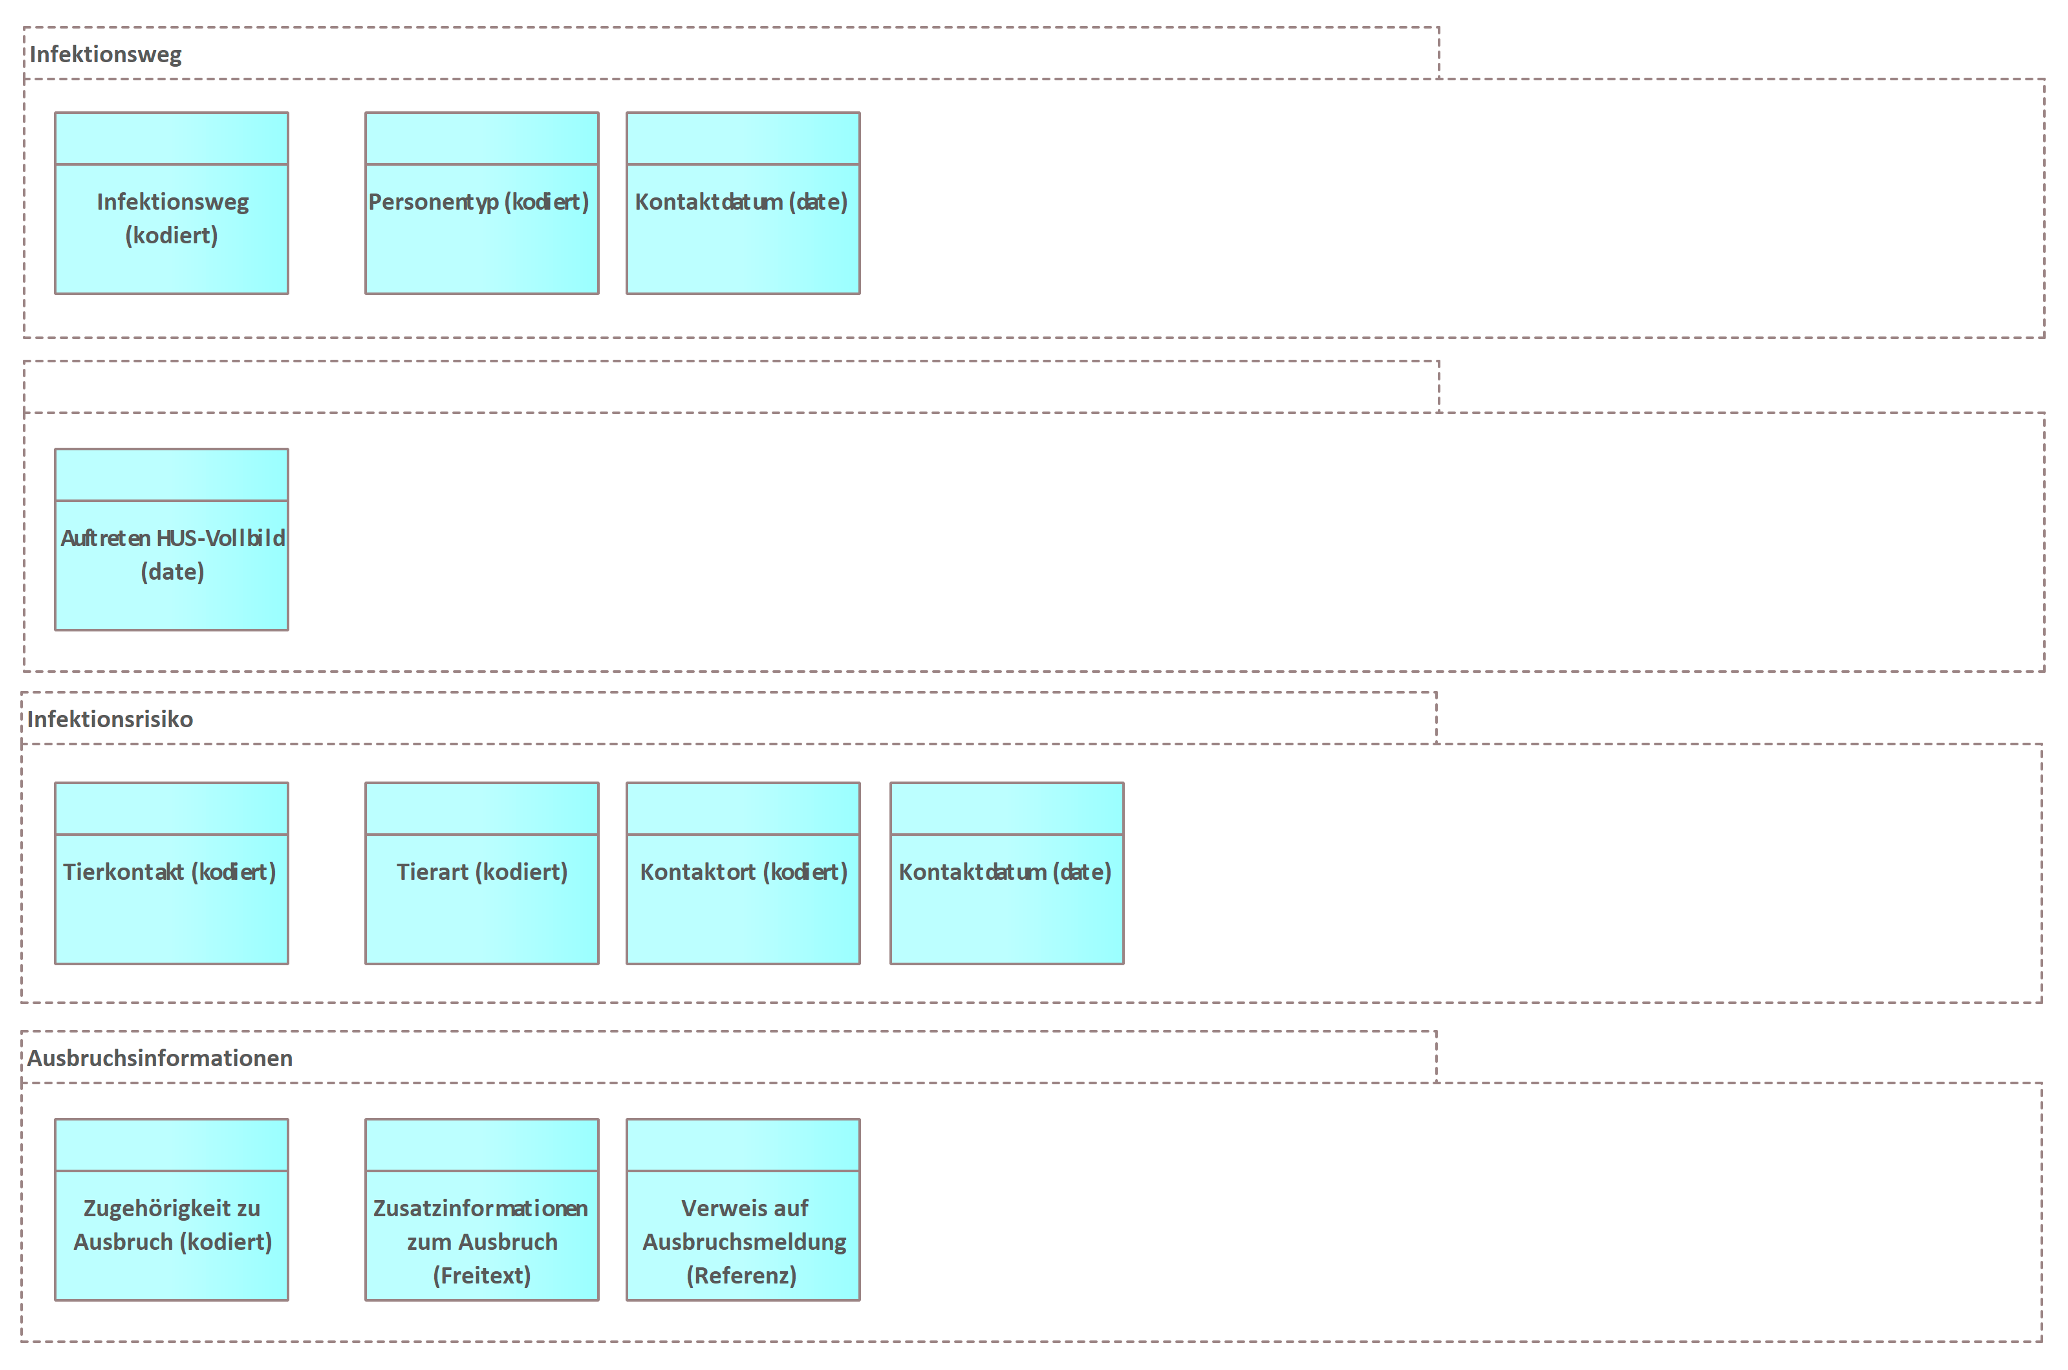 Infektionsweg
Infektionsweg
(kodiert)
Personentyp (kodiert)
Kontaktdatum (date)
Auftreten HUS-Vollbild
(date)
Infektionsrisiko
Tierkontakt (kodiert)
Tierart (kodiert)
Kontaktort (kodiert)
Kontaktdatum (date)
Ausbruchsinformationen
Zugehörigkeit zu
Ausbruch (kodiert)
Zusatzinformationen
zum Ausbruch
(Freitext)
Verweis auf
Ausbruchsmeldung
(Referenz)